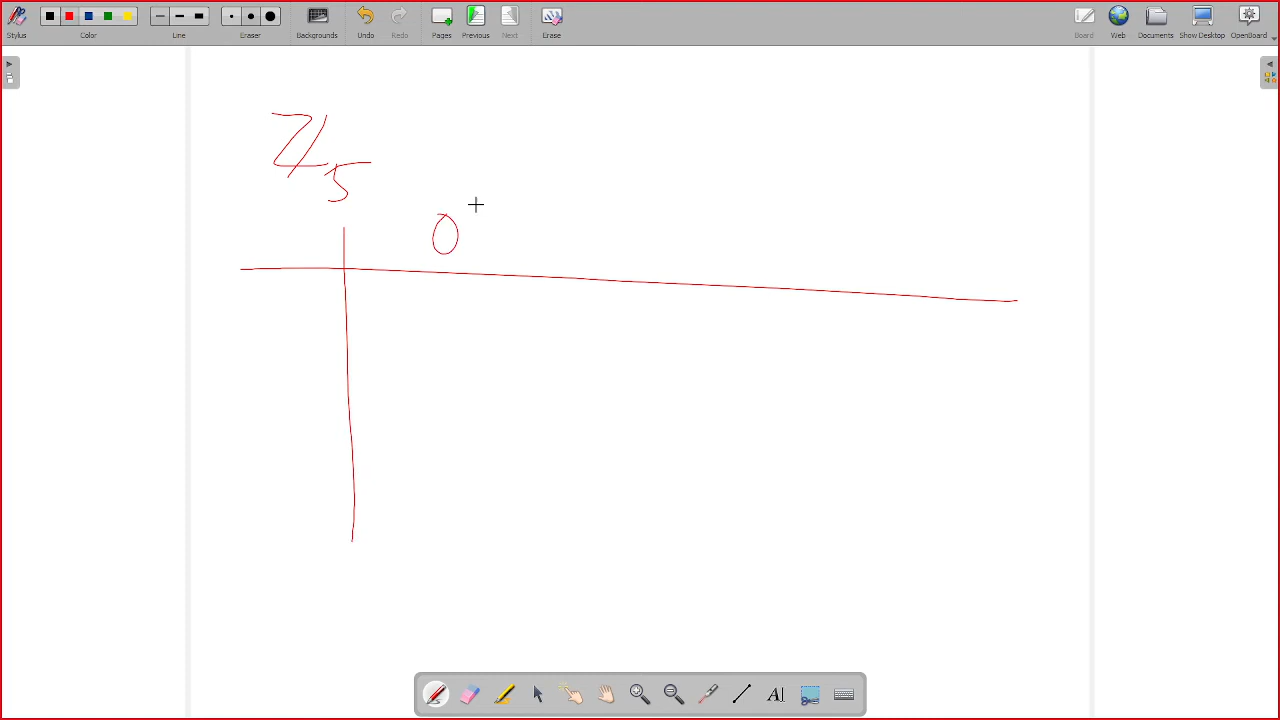 Stylus Color Line Eraser Backgrounds Undo Redo Pages Previous Next Erase Board Web Documents Show Desktop OpenBoard
ℤ₅
0